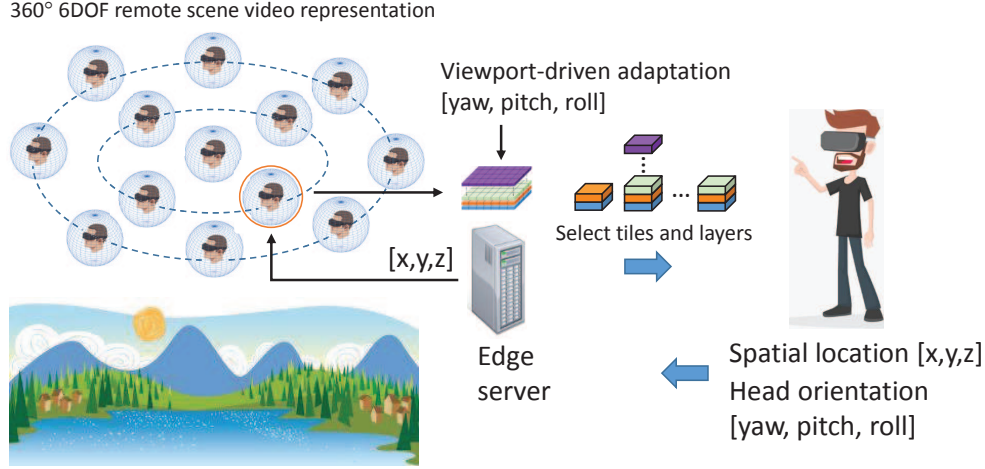 360° 6DOF remote scene video representation
Viewport-driven adaptation
[yaw, pitch, roll]
...
... 
Select tiles and layers
[x,y,z]
Edge
server
Spatial location [x,y,z]
Head orientation
[yaw, pitch, roll]